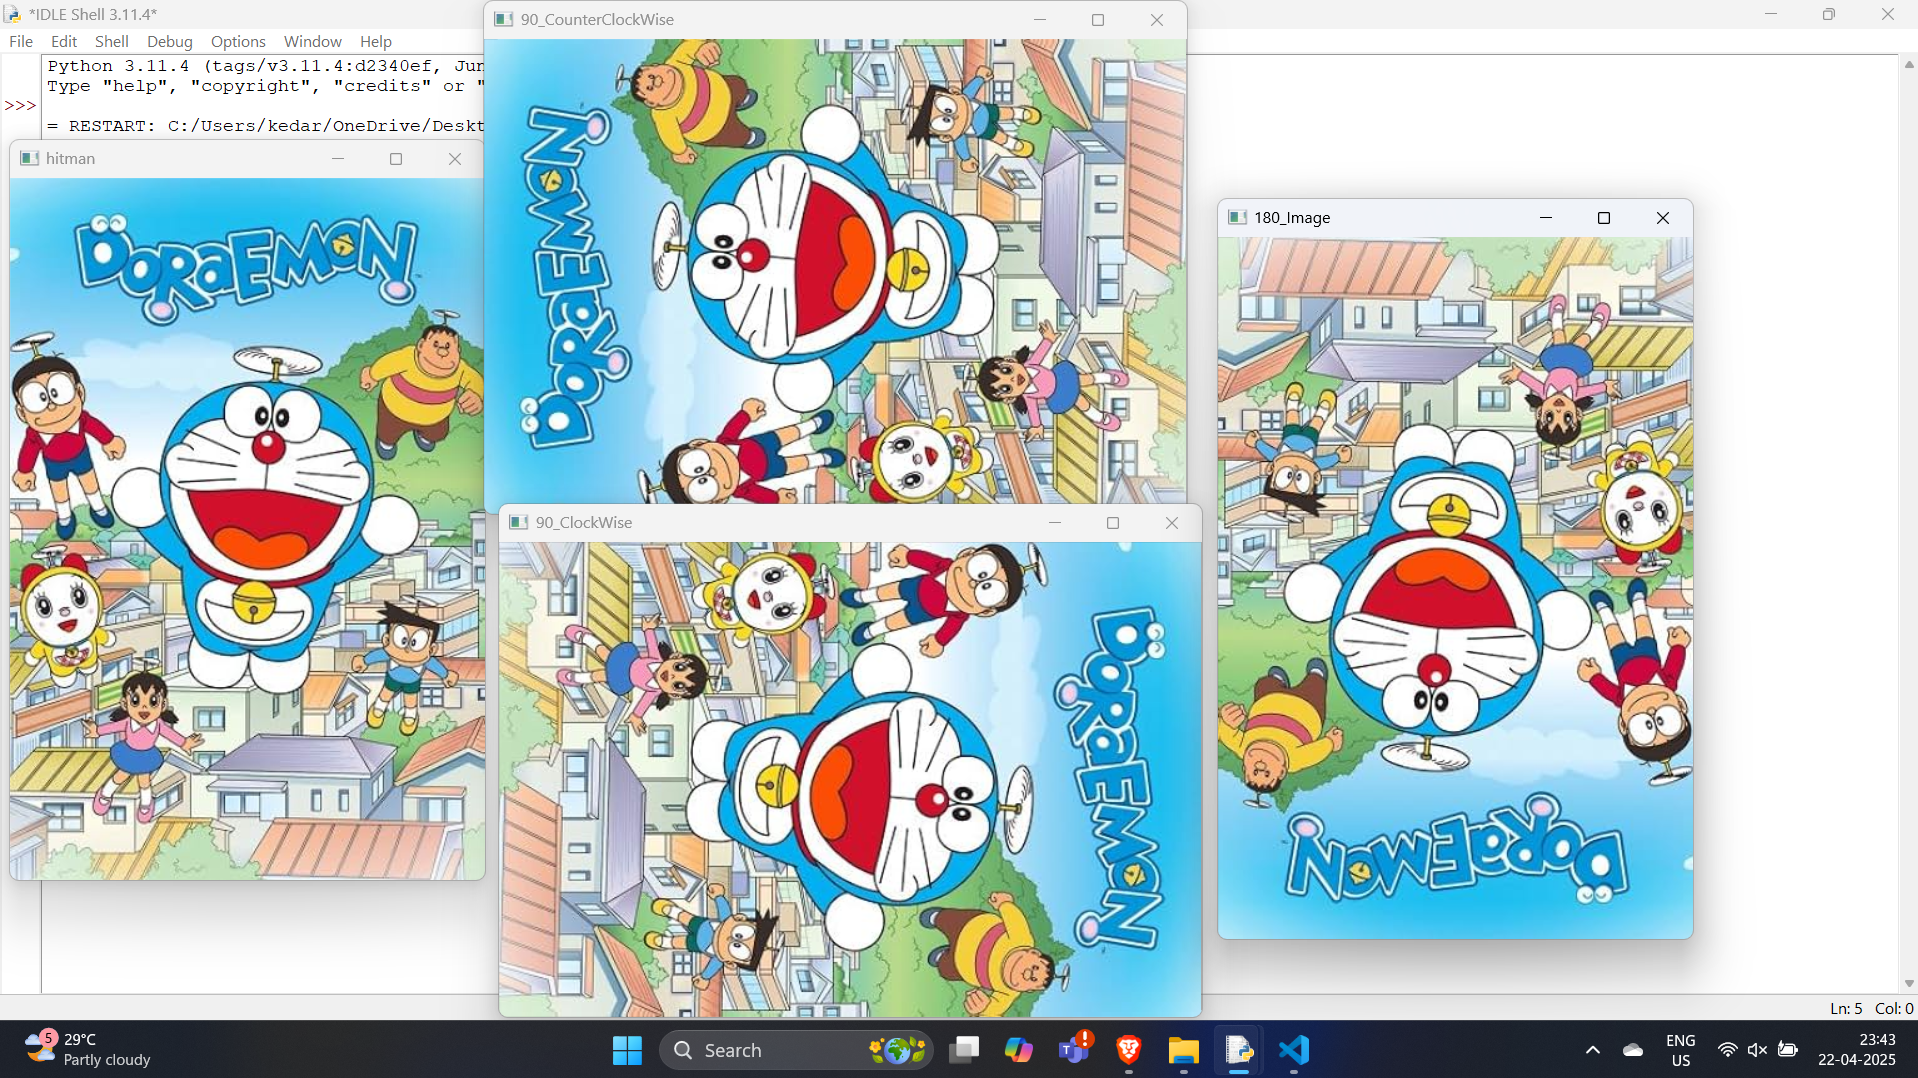 *IDLE Shell 3.11.4*
File Edit Shell Debug Options Window Help
Python 3.11.4 (tags/v3.11.4:d2340ef, Jun
Type "help", "copyright", "credits" or "
>>>
= RESTART: C:/Users/kedar/OneDrive/Deskt
hitman
DORAEMON
90_CounterClockWise
DORAEMON
90_ClockWise
DORAEMON
180_Image
DORAEMON
Ln: 5 Col: 0
5
29°C
Partly cloudy
Search
ENG
US
23:43
22-04-2025